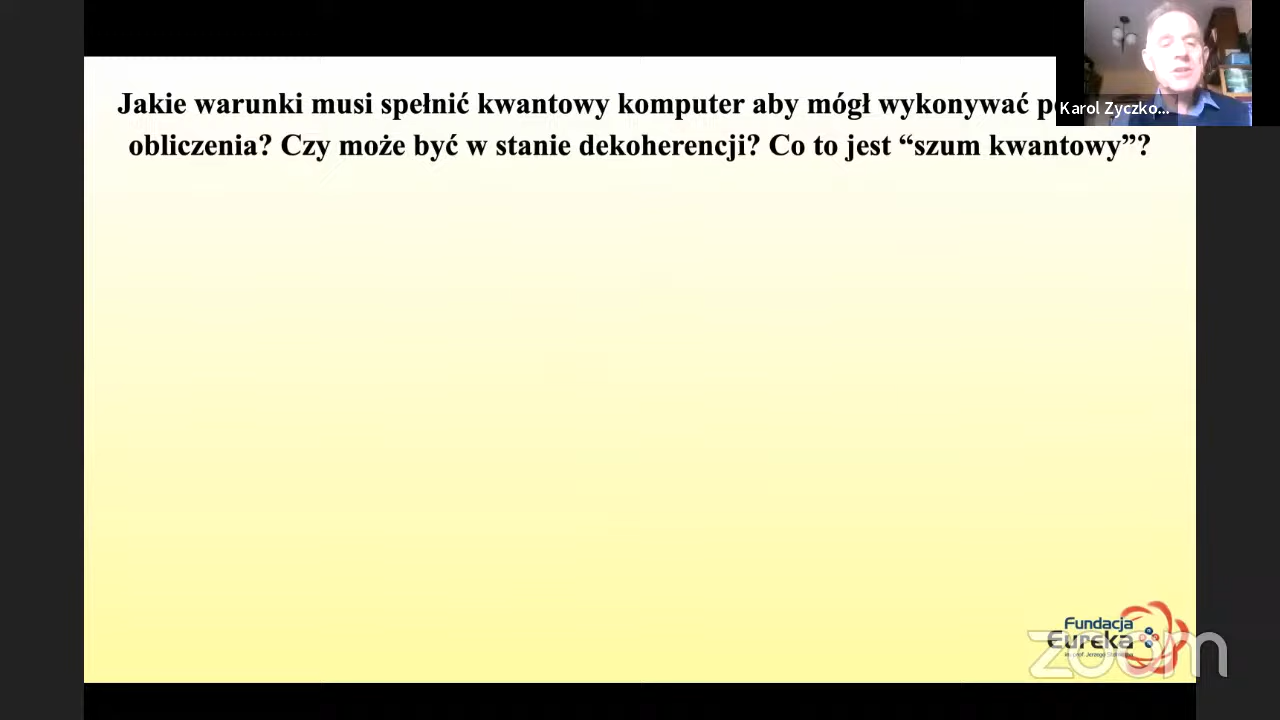 Jakie warunki musi spełnić kwantowy komputer aby mógł wykonywać
obliczenia? Czy może być w stanie dekoherencji? Co to jest “szum kwantowy”?
Karol Zyczko...
Fundacja
Eureka
zoom